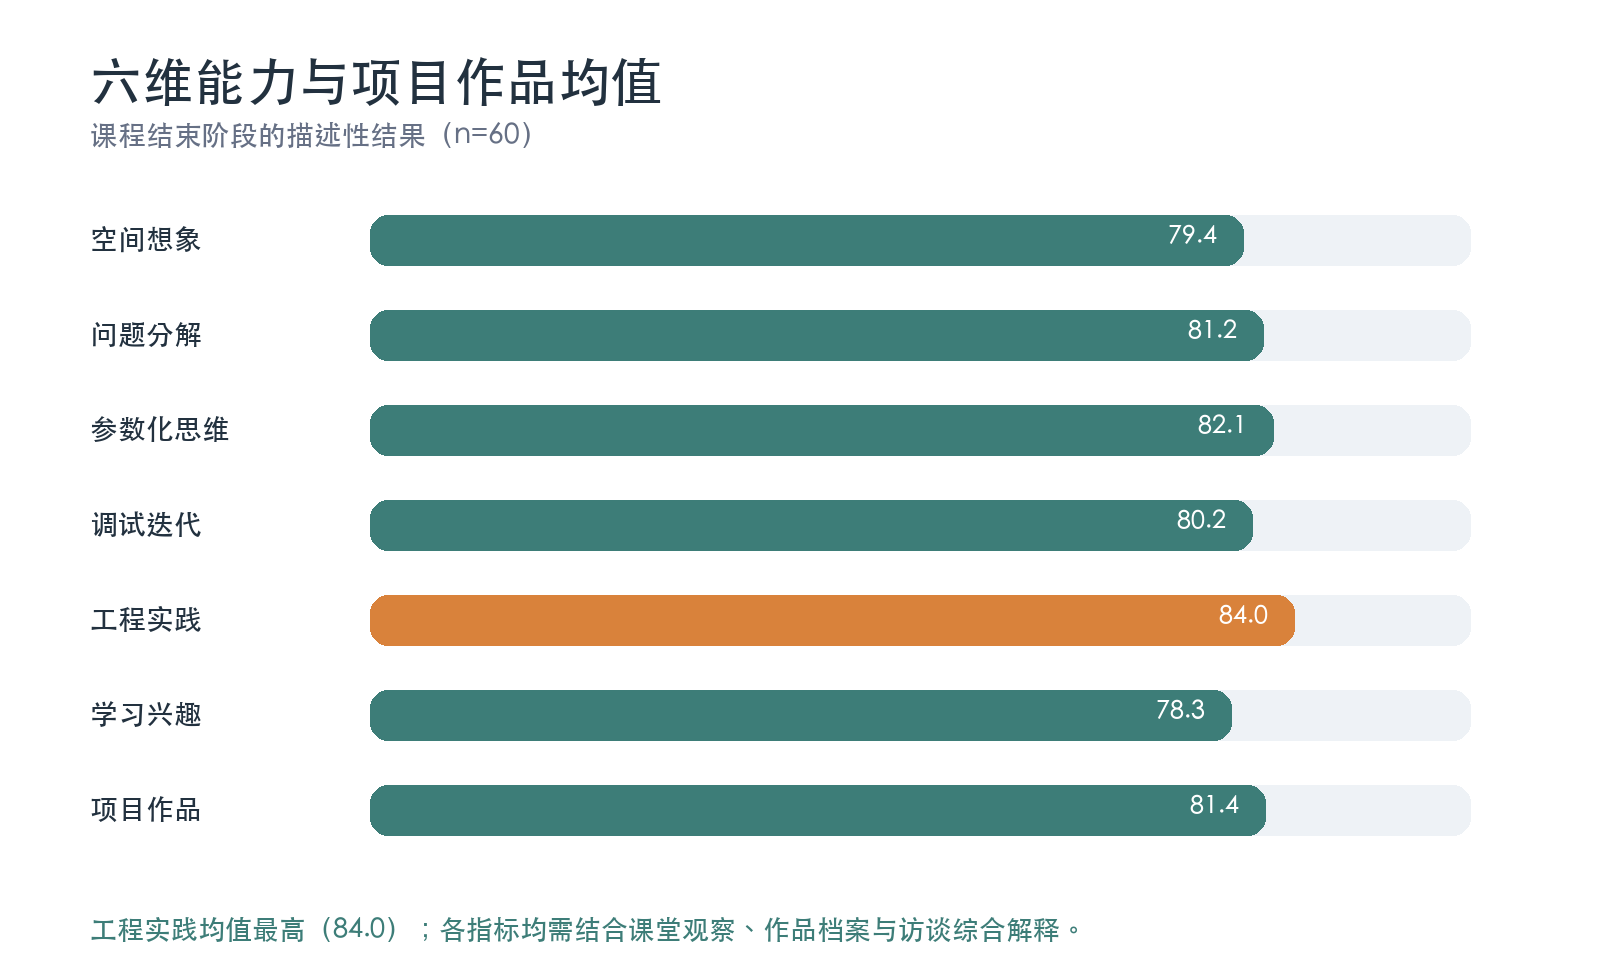 六维能力与项目作品均值
课程结束阶段的描述性结果（n=60）
空间想象 79.4
问题分解 81.2
参数化思维 82.1
调试迭代 80.2
工程实践 84.0
学习兴趣 78.3
项目作品 81.4
工程实践均值最高（84.0）；各指标均需结合课堂观察、作品档案与访谈综合解释。